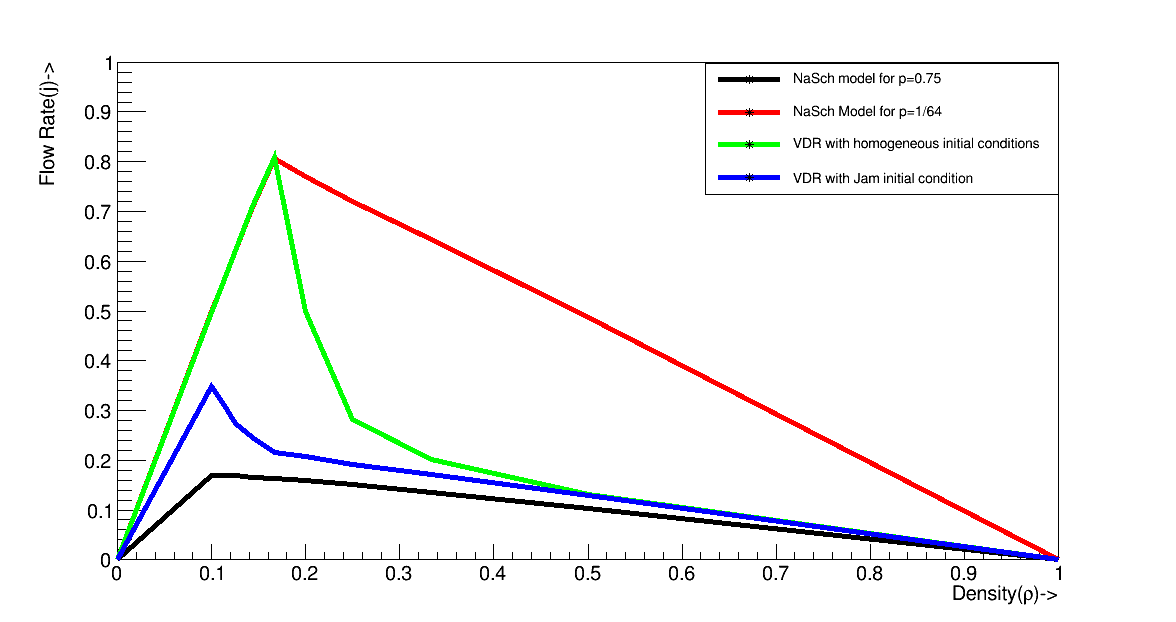 Flow Rate(j)->
1
0.9
0.8
0.7
0.6
0.5
0.4
0.3
0.2
0.1
0
NaSch model for p=0.75
NaSch Model for p=1/64
VDR with homogeneous initial conditions
VDR with Jam initial condition
0 0.1 0.2 0.3 0.4 0.5 0.6 0.7 0.8 0.9 1
Density(ρ)->